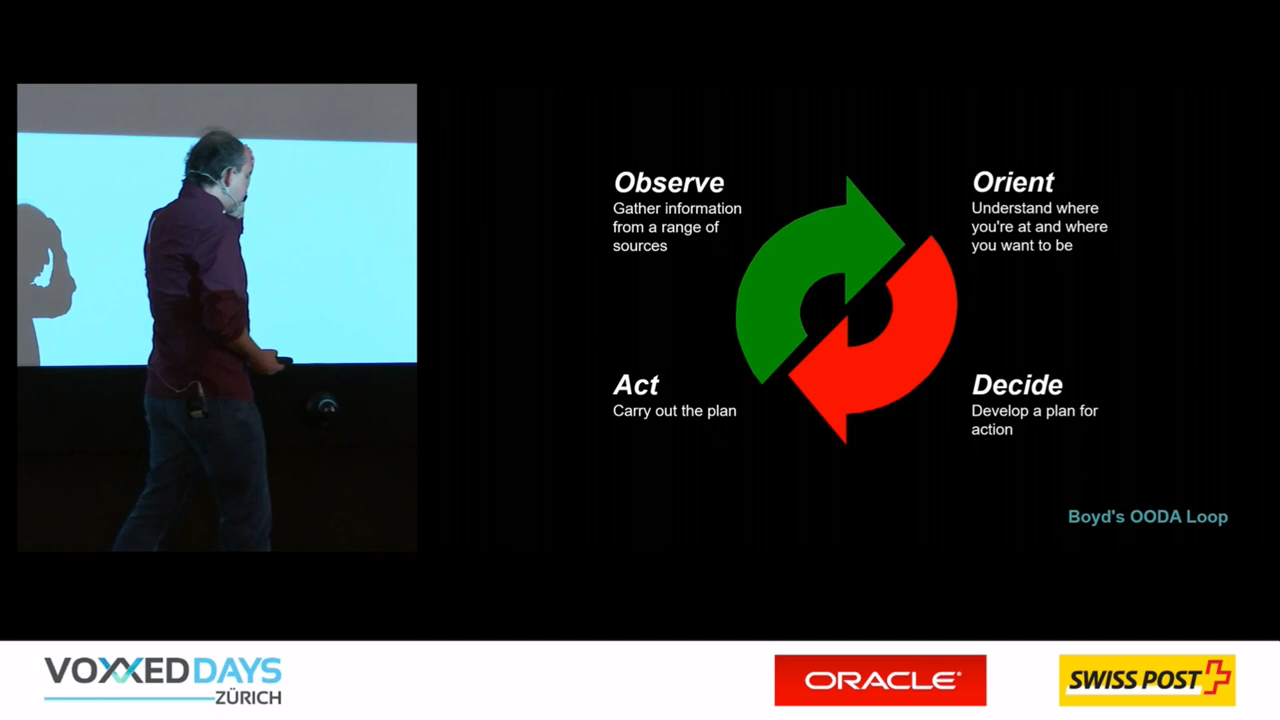 Observe
Gather information
from a range of
sources
Orient
Understand where
you're at and where
you want to be
Act
Carry out the plan
Decide
Develop a plan for
action
Boyd's OODA Loop
VOXXED DAYS
ZÜRICH
ORACLE®
SWISS POST